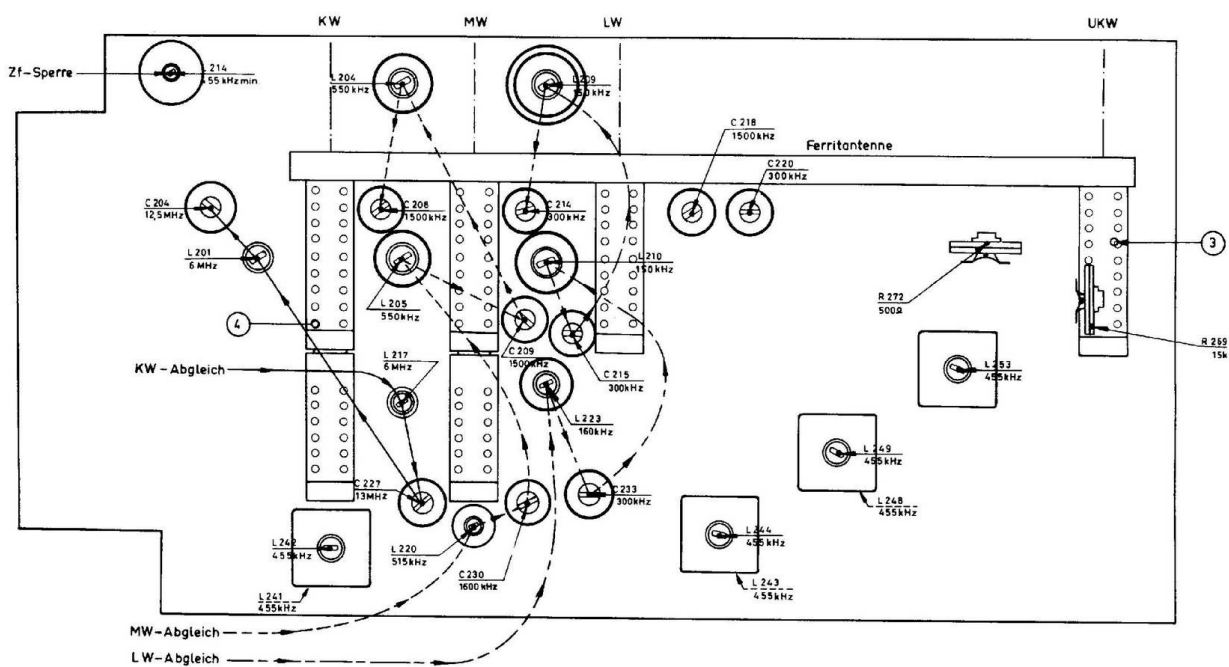 KW
MW
LW
UKW
Zf-Sperre
L 214
455 kHz min
L 204
550 kHz
L 209
150 kHz
C 218
1500 kHz
C 220
300 kHz
Ferritantenne
C 204
12,5 MHz
C 208
1500 kHz
C 214
300 kHz
L 201
6 MHz
L 210
150 kHz
3
L 205
550 kHz
R 272
500Ω
4
C 209
1500 kHz
R 269
15k
L 217
6 MHz
C 215
300 kHz
L 253
455 kHz
KW-Abgleich
L 223
160 kHz
L 249
455 kHz
C 227
13 MHz
C 233
300 kHz
L 248
455 kHz
L 242
455 kHz
L 220
515 kHz
L 244
455 kHz
C 230
1600 kHz
L 241
455 kHz
L 243
455 kHz
MW-Abgleich
LW-Abgleich